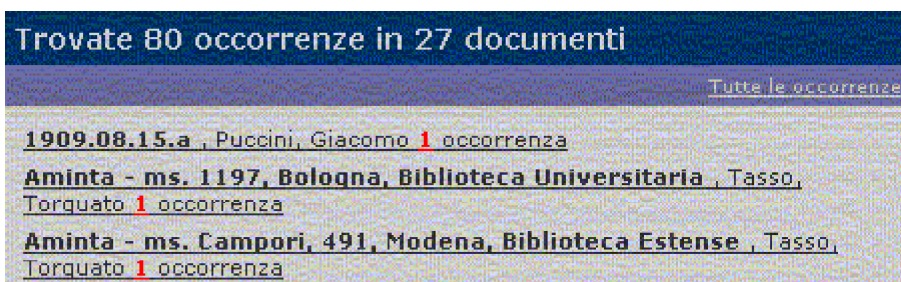 Trovate 80 occorrenze in 27 documenti
Tutte le occorrenze
1909.08.15.a , Puccini, Giacomo 1 occorrenza
Aminta - ms. 1197, Bologna, Biblioteca Universitaria , Tasso,
Torquato 1 occorrenza
Aminta - ms. Campori, 491, Modena, Biblioteca Estense , Tasso,
Torquato 1 occorrenza